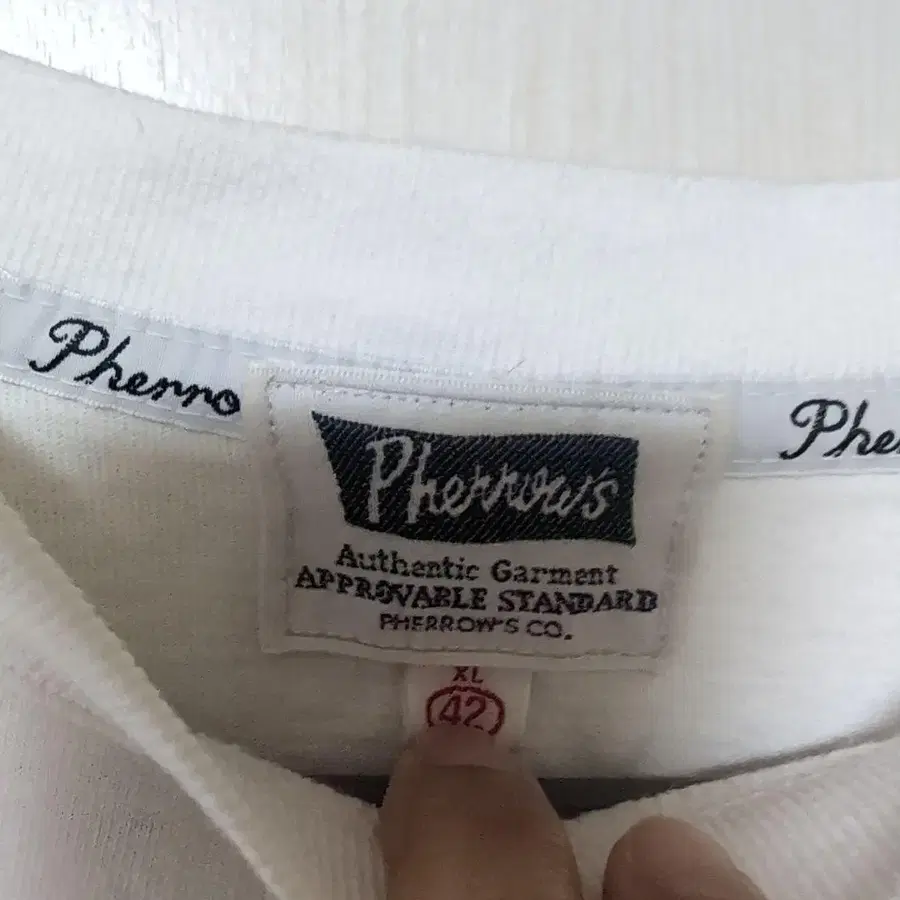 Pherro
Pherrow's
Phe
Authentic Garment
APPROVABLE STANDARD
PHERROW'S CO.
XL
42